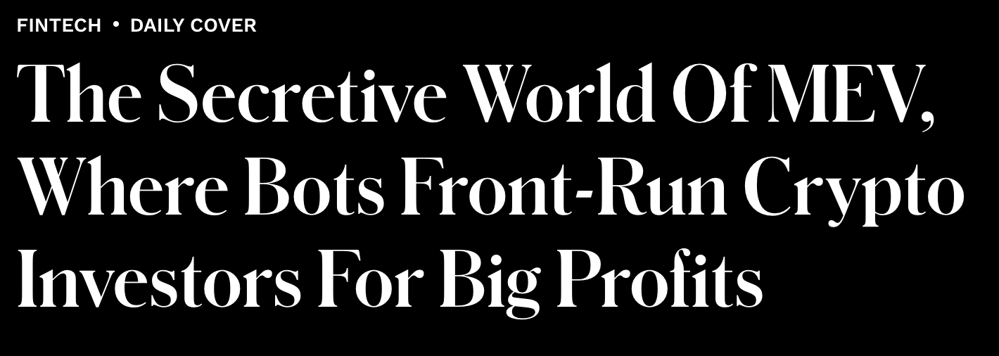 FINTECH • DAILY COVER
The Secretive World Of MEV,
Where Bots Front-Run Crypto
Investors For Big Profits